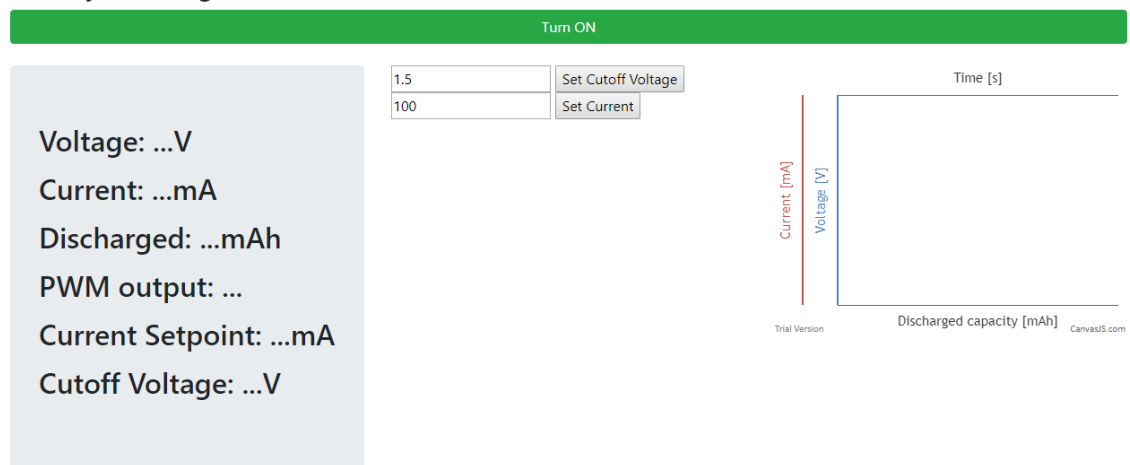 Turn ON
Voltage: ...V
Current: ...mA
Discharged: ...mAh
PWM output: ...
Current Setpoint: ...mA
Cutoff Voltage: ...V
1.5 Set Cutoff Voltage
100 Set Current
Time [s]
Current [mA]
Voltage [V]
Discharged capacity [mAh]
Trial Version
CanvasJS.com